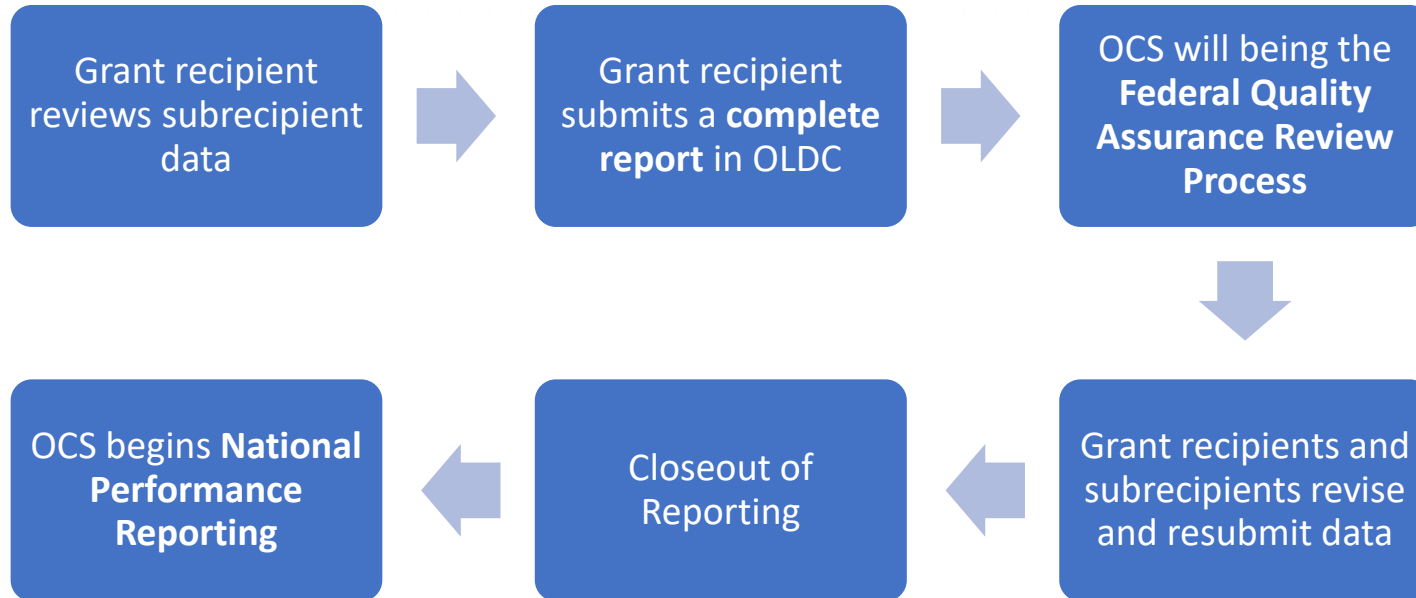 Grant recipient
reviews subrecipient
data
Grant recipient
submits a complete
report in OLDC
OCS will being the
Federal Quality
Assurance Review
Process
Grant recipients and
subrecipients revise
and resubmit data
Closeout of
Reporting
OCS begins National
Performance
Reporting